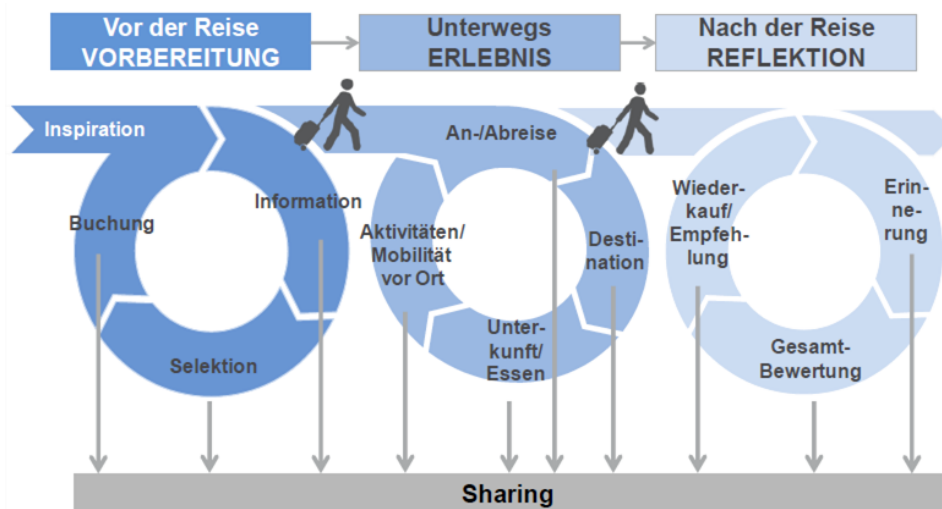 Vor der Reise
VORBEREITUNG
Unterwegs
ERLEBNIS
Nach der Reise
REFLEKTION
Inspiration
Information
Selektion
Buchung
An-/Abreise
Desti-
nation
Unter-
kunft/
Essen
Aktivitäten/
Mobilität
vor Ort
Erin-
ne-
rung
Gesamt-
Bewertung
Wieder-
kauf/
Empfeh-
lung
Sharing